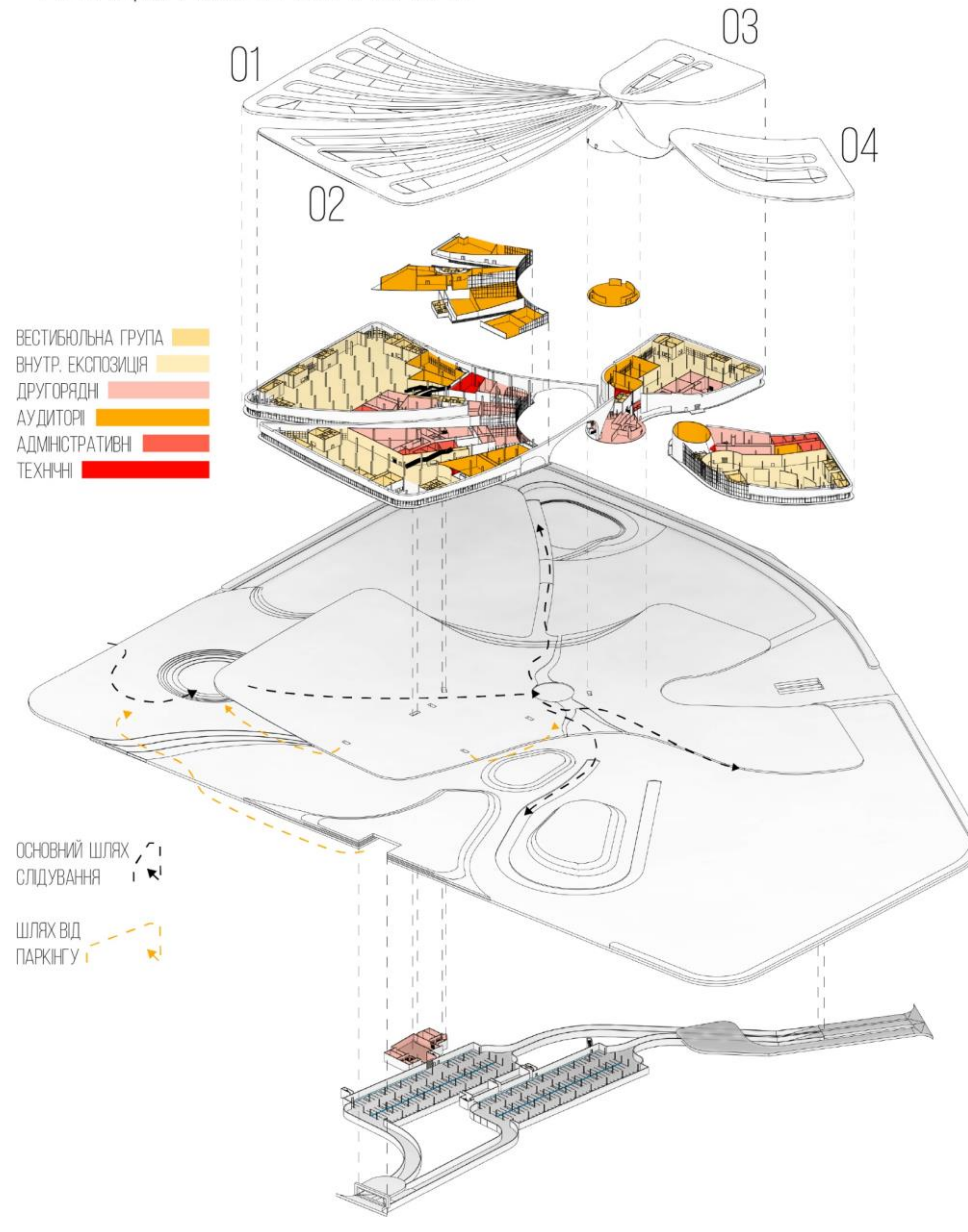 01
03
04
02
ВЕСТИБЮЛЬНА ГРУПА
ВНУТР. ЕКСПОЗИЦІЯ
ДРУГОРЯДНІ
АУДИТОРІЇ
АДМІНІСТРАТИВНІ
ТЕХНІЧНІ
ОСНОВНИЙ ШЛЯХ
СЛІДУВАННЯ
ШЛЯХ ВІД
ПАРКІНГУ